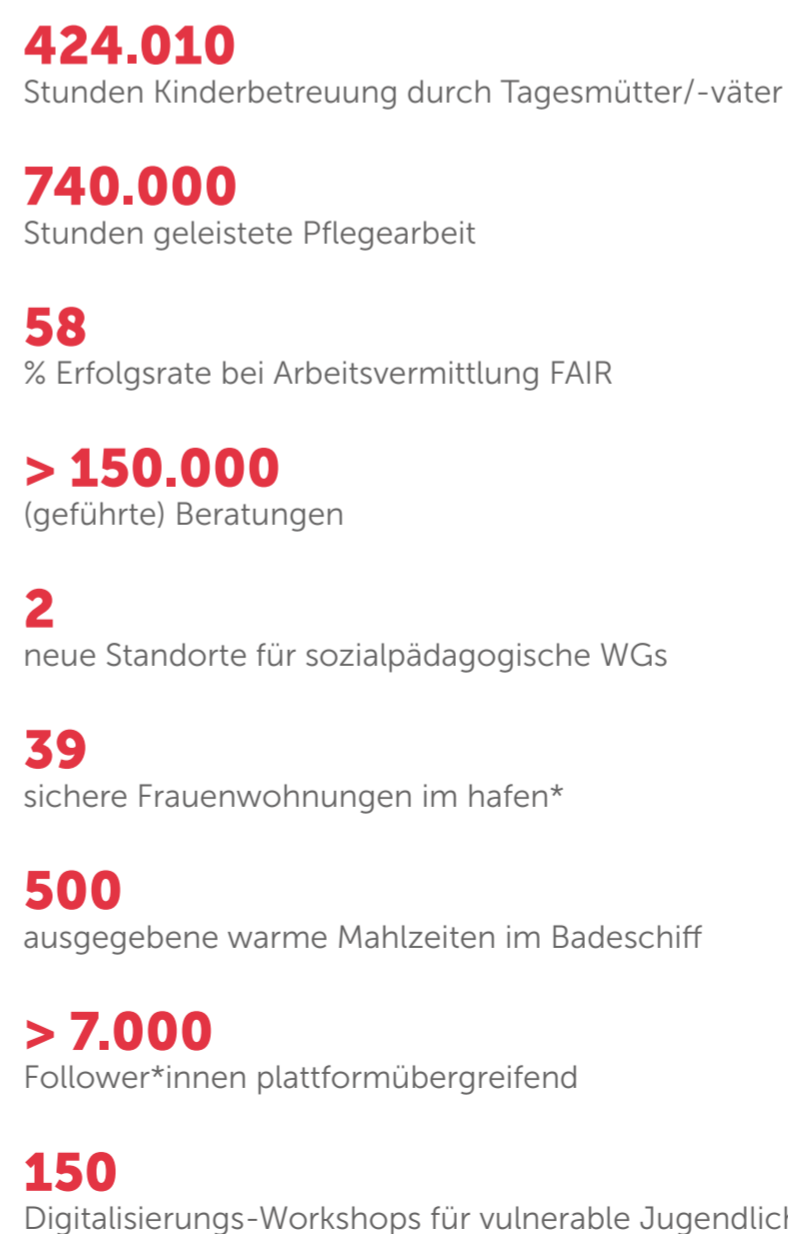 424.010
Stunden Kinderbetreuung durch Tagesmütter/-väter
740.000
Stunden geleistete Pflegearbeit
58
% Erfolgsrate bei Arbeitsvermittlung FAIR
> 150.000
(geführte) Beratungen
2
neue Standorte für sozialpädagogische WGs
39
sichere Frauenwohnungen im hafen*
500
ausgegebene warme Mahlzeiten im Badeschiff
> 7.000
Follower*innen plattformübergreifend
150
Digitalisierungs-Workshops für vulnerable